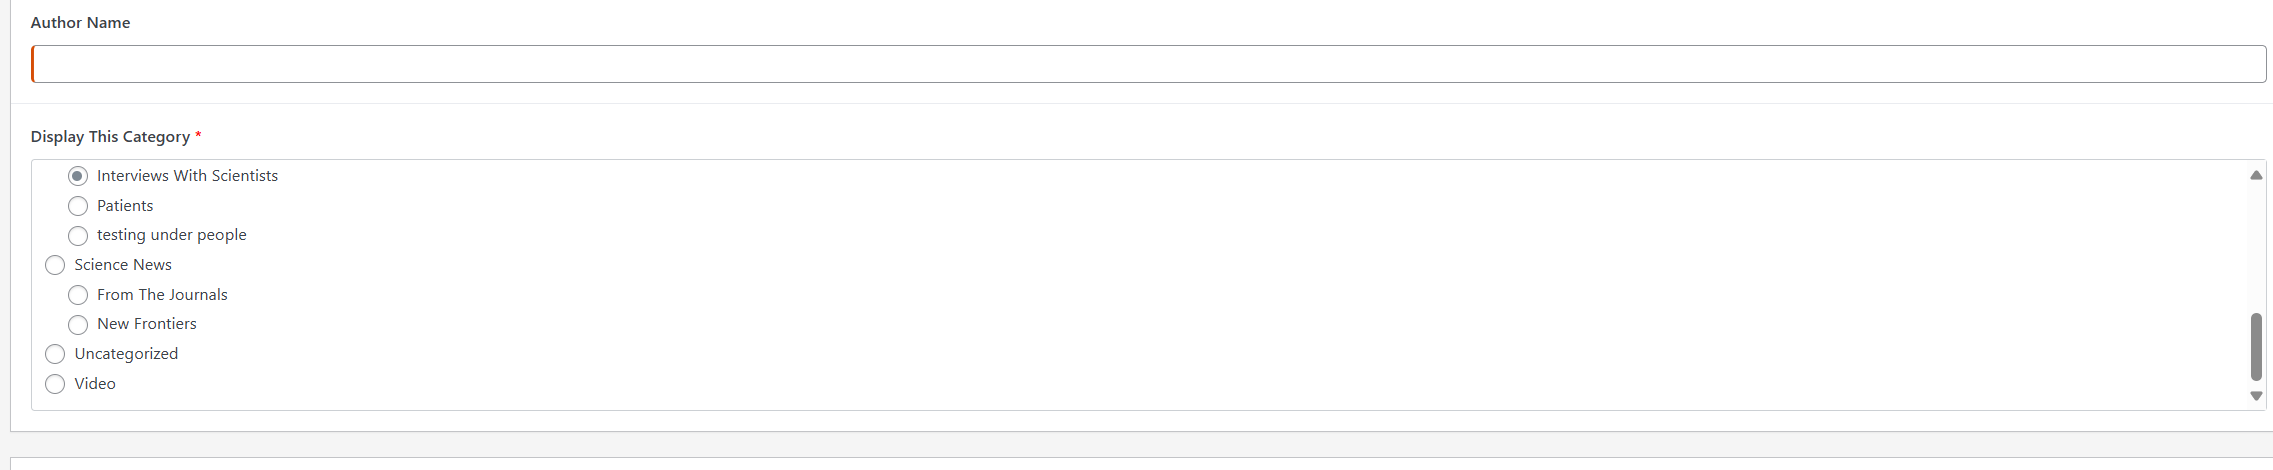 Author Name
Display This Category *
Interviews With Scientists
Patients
testing under people
Science News
From The Journals
New Frontiers
Uncategorized
Video